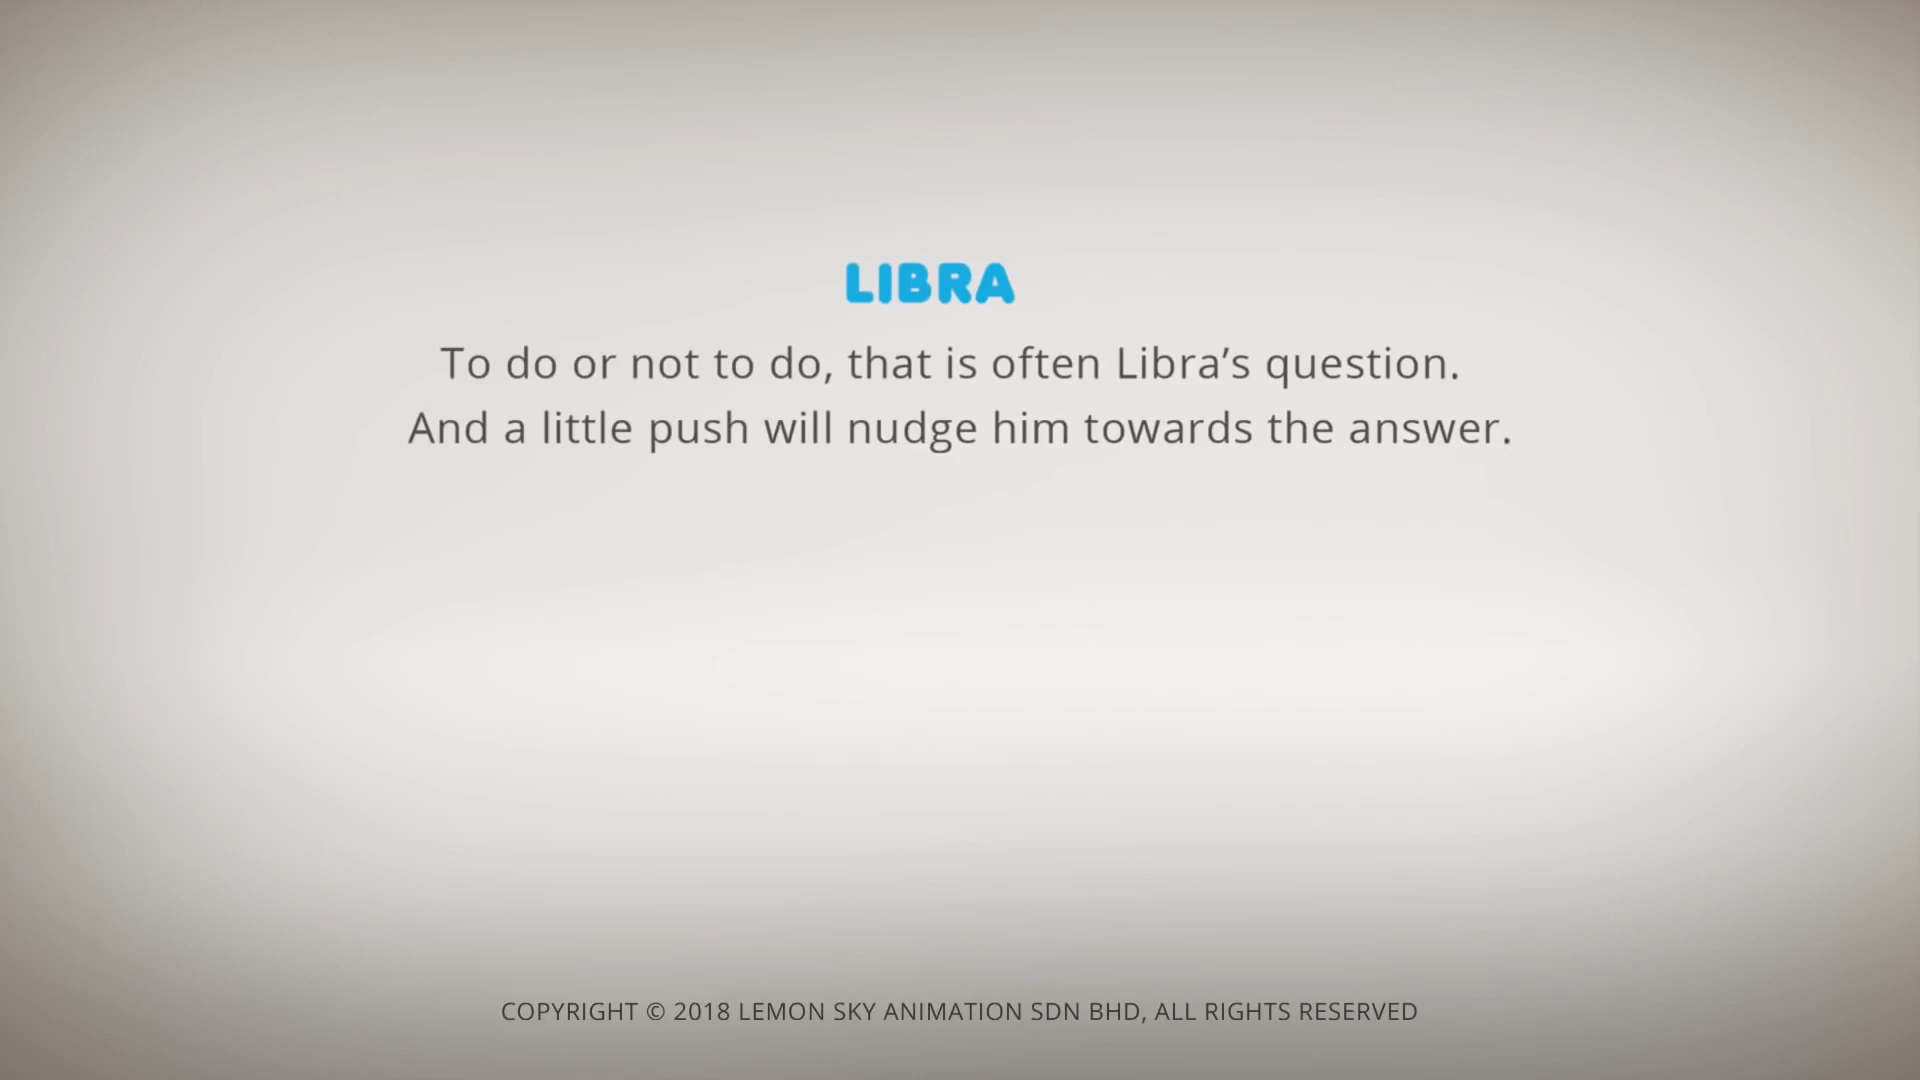 LIBRA
To do or not to do, that is often Libra’s question.
And a little push will nudge him towards the answer.
COPYRIGHT © 2018 LEMON SKY ANIMATION SDN BHD, ALL RIGHTS RESERVED